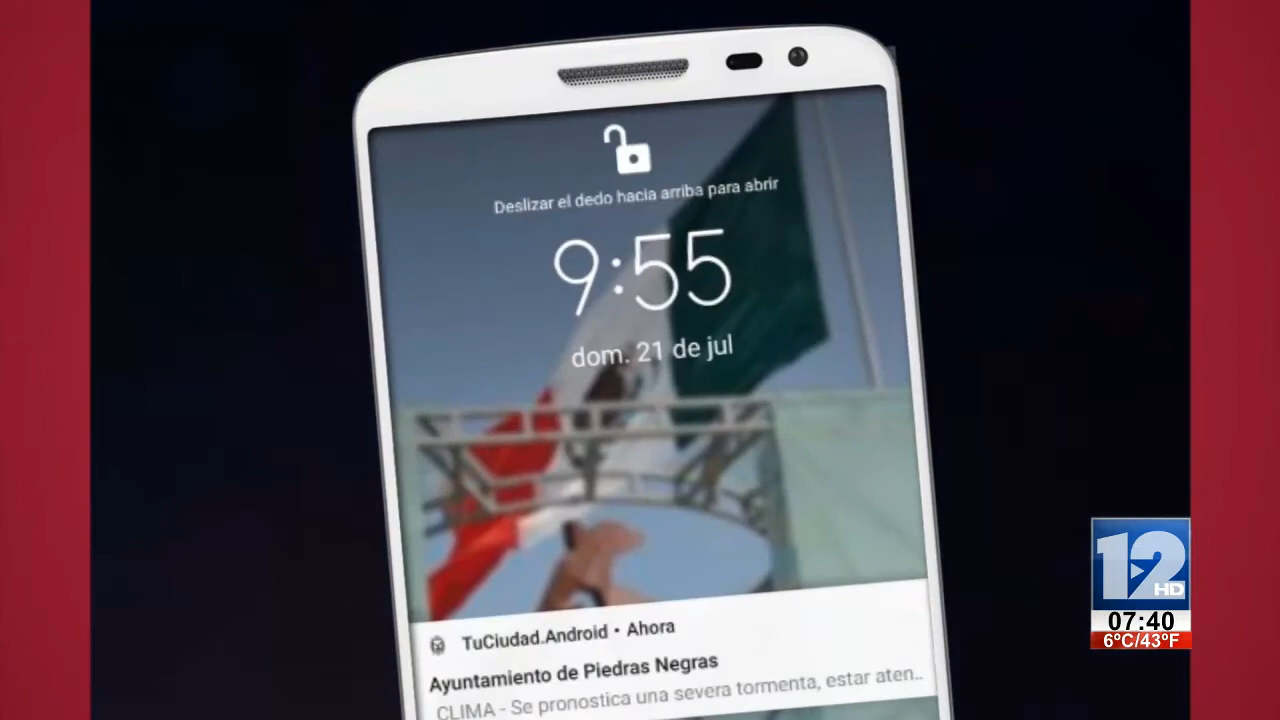 Deslizar el dedo hacia arriba para abrir
9:55
dom. 21 de jul
TuCiudad.Android • Ahora
Ayuntamiento de Piedras Negras
CLIMA - Se pronostica una severa tormenta, estar aten..
12
HD
07:40
6°C/43°F